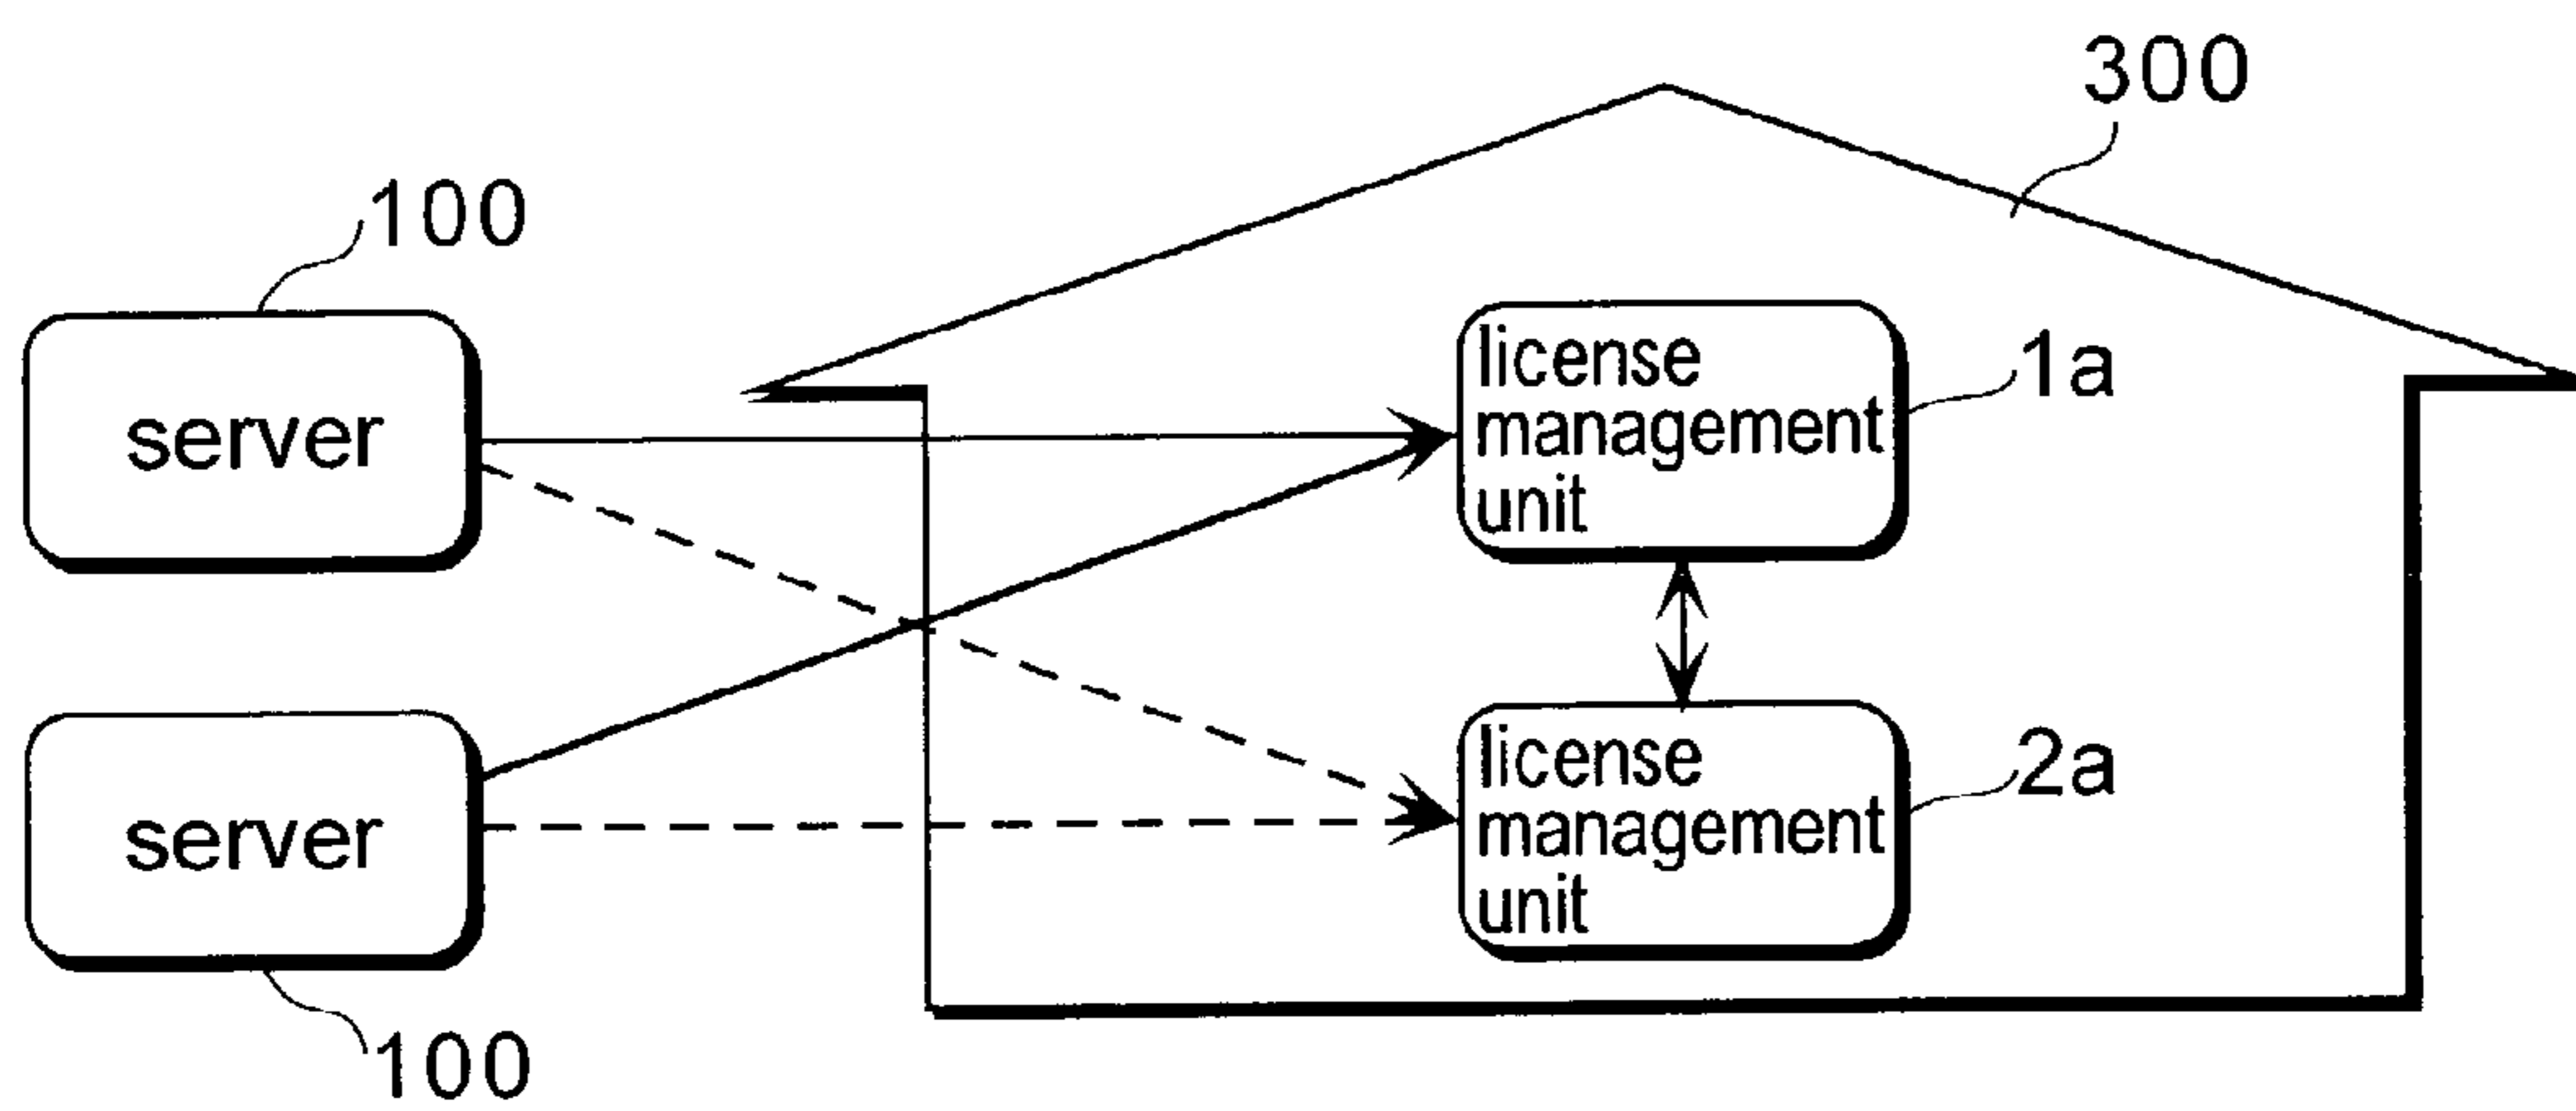 300
100
server
license
management
unit
1a
server
license
management
unit
2a
100